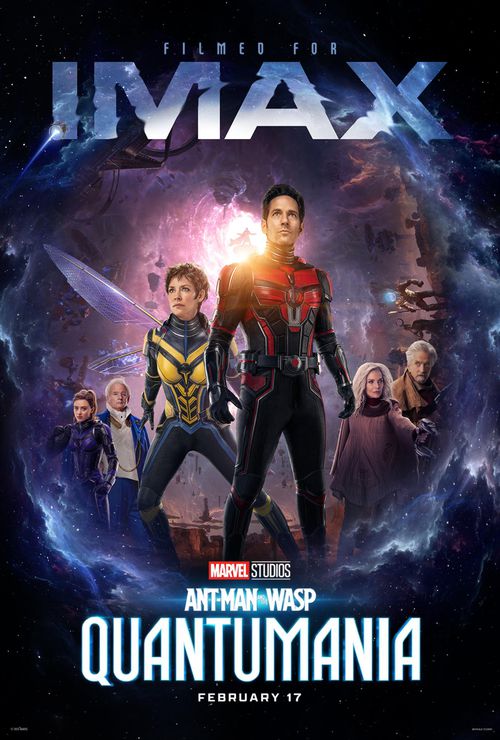 FILMED FOR
IMAX
MARVEL STUDIOS
ANT-MAN AND THE WASP
QUANTUMANIA
FEBRUARY 17